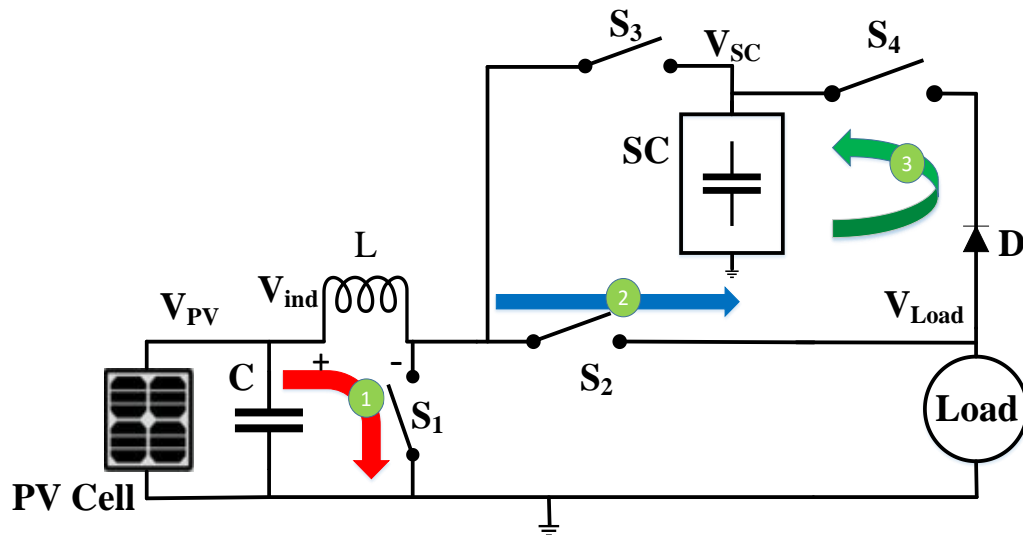 S3
VSC
S4
SC
3
D
L
Vind
VPV
2
VLoad
+
-
C
1
S1
S2
Load
PV Cell